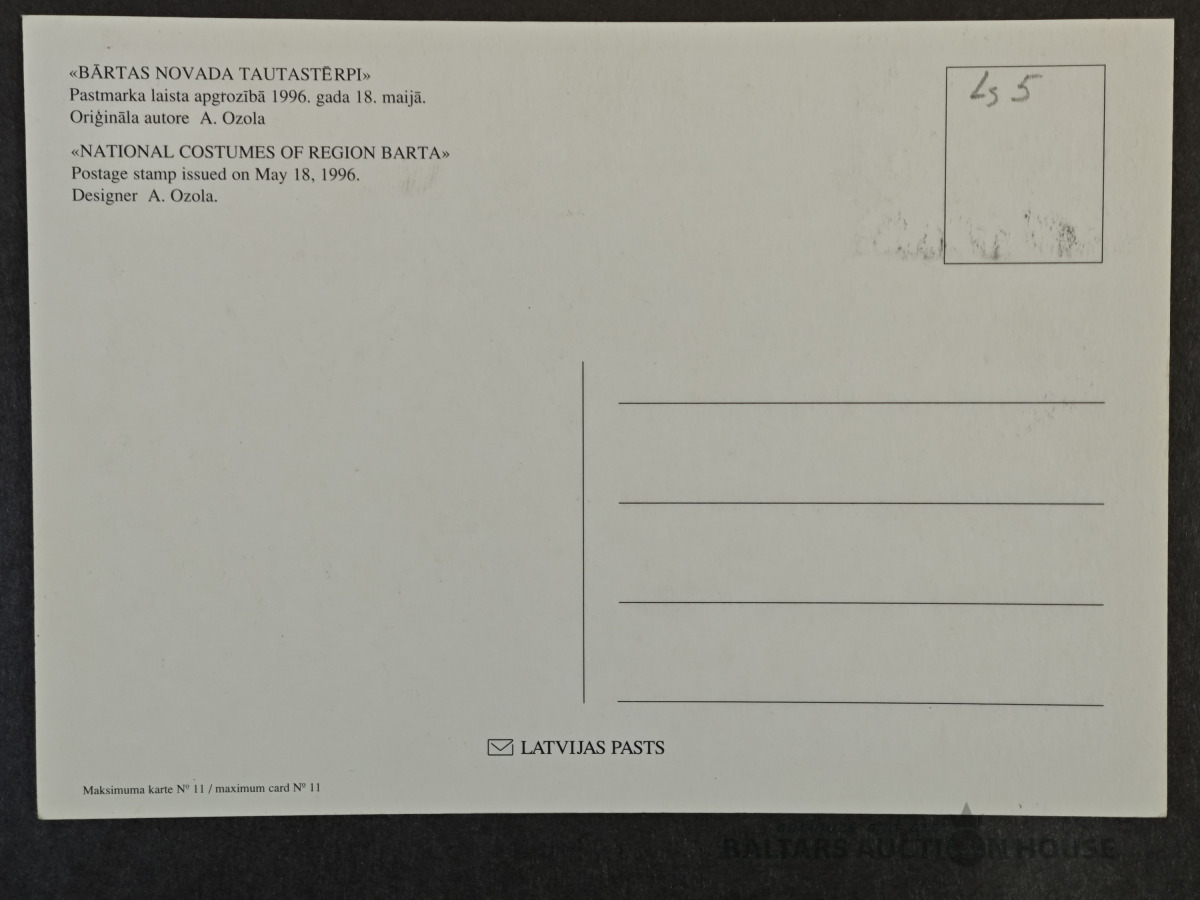 «BĀRTAS NOVADA TAUTASTĒRPI»
Pastmarka laista apgrozībā 1996. gada 18. maijā.
Oriģināla autore A. Ozola
«NATIONAL COSTUMES OF REGION BARTA»
Postage stamp issued on May 18, 1996.
Designer A. Ozola.
Ls 5
LATVIJAS PASTS
Maksimuma karte Nº 11 / maximum card Nº 11
BALTARS AUCTION HOUSE